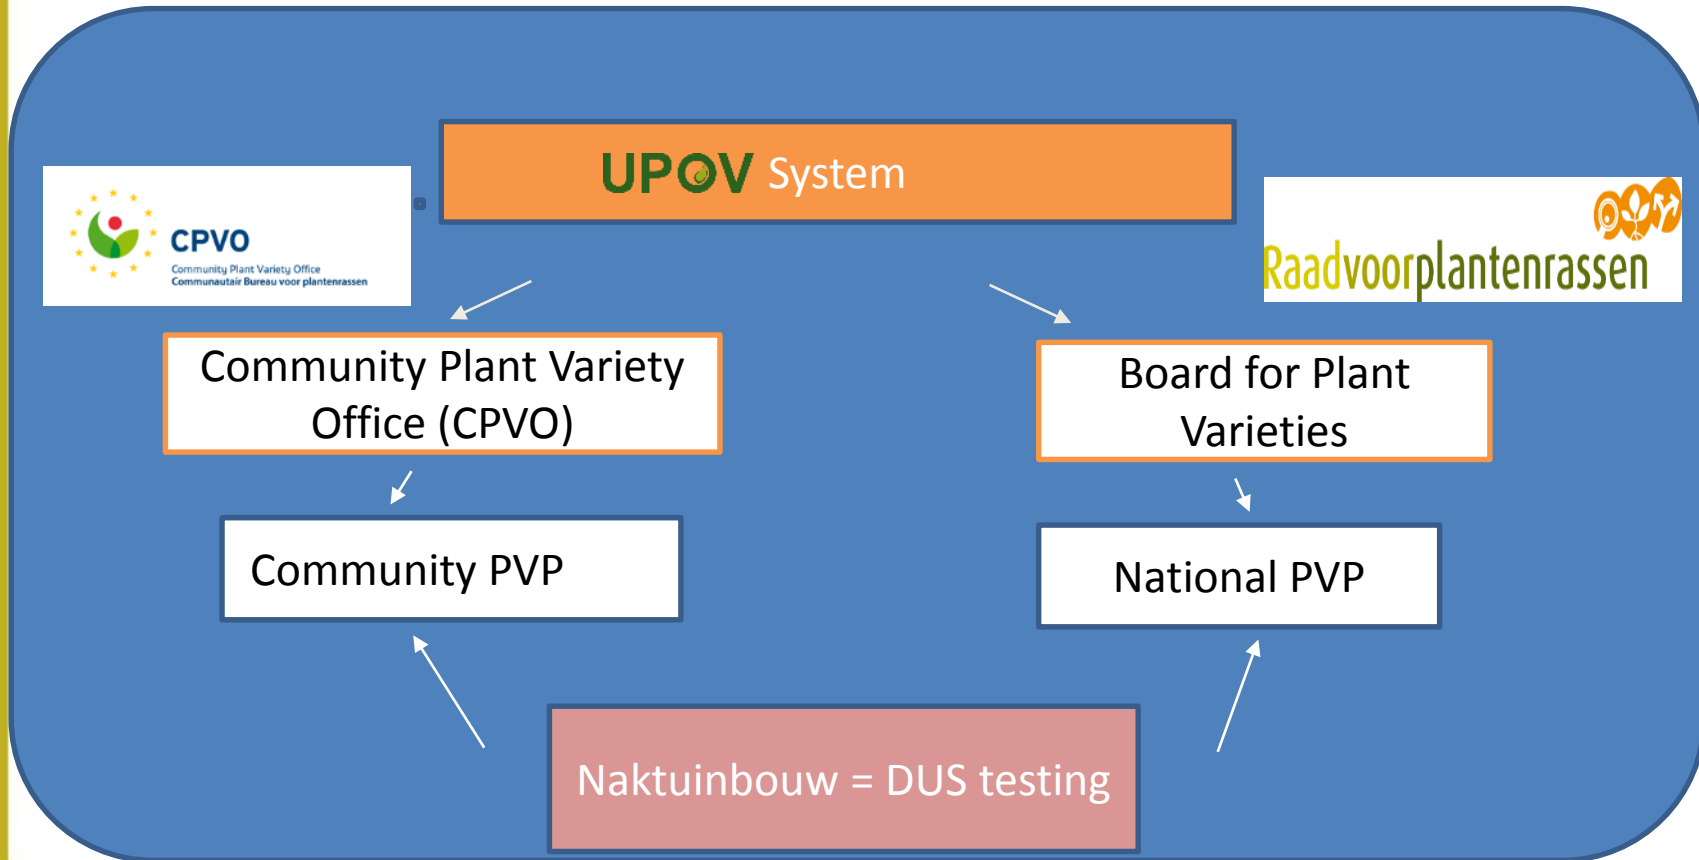 UPOV System
CPVO
Community Plant Variety Office
Communautair Bureau voor plantenrassen
Raadvoorplantenrassen
Community Plant Variety
Office (CPVO)
Board for Plant
Varieties
Community PVP
National PVP
Naktuinbouw = DUS testing